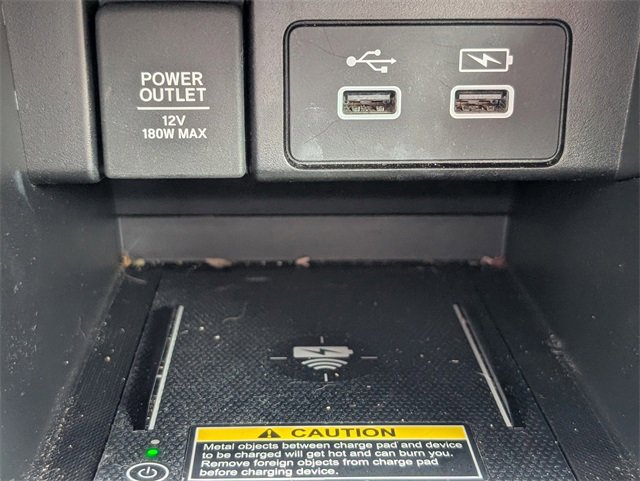 POWER
OUTLET
12V
180W MAX
CAUTION
Metal objects between charge pad and device
to be charged will get hot and can burn you.
Remove foreign objects from charge pad
before charging device.